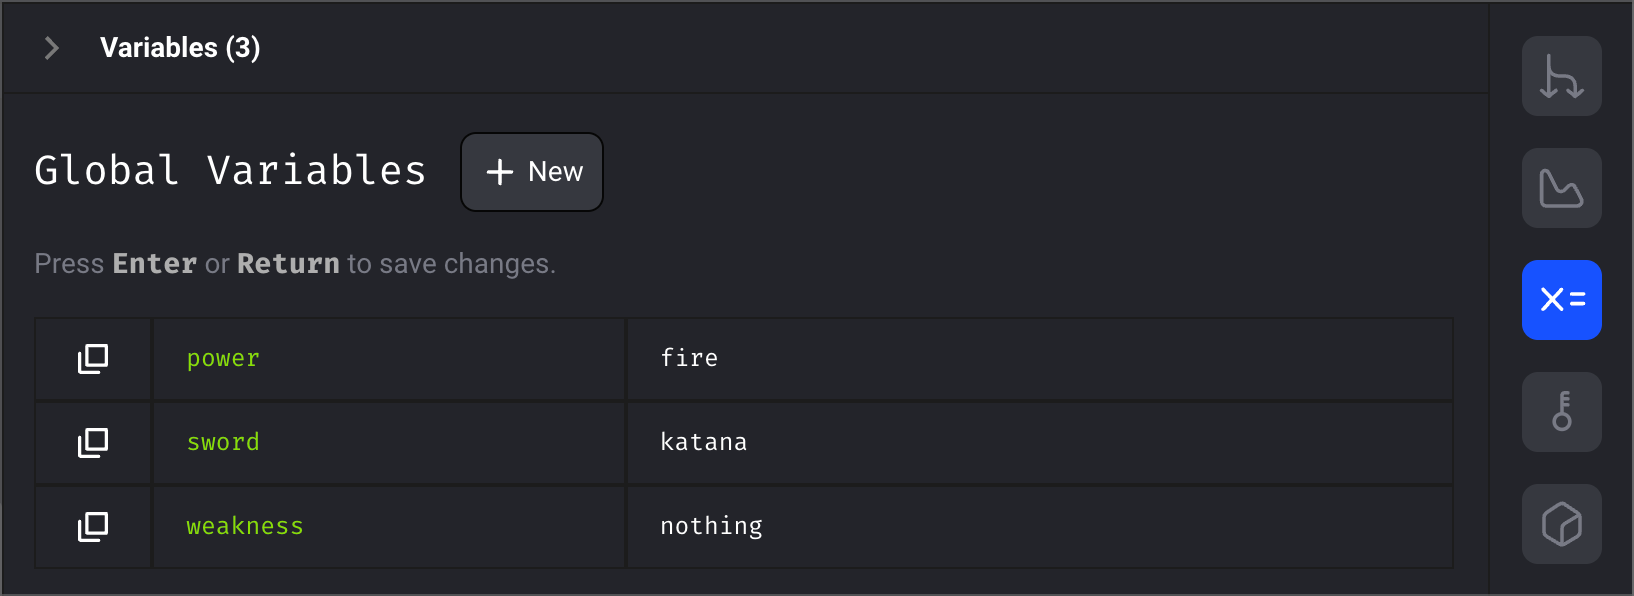 Variables (3)
Global Variables
New
Press Enter or Return to save changes.
power fire
sword katana
weakness nothing